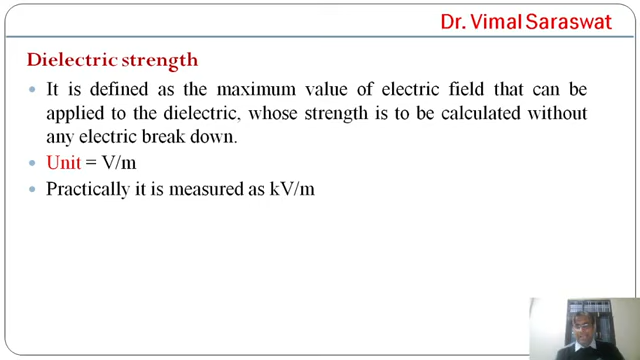 Dr. Vimal Saraswat
Dielectric strength
• It is defined as the maximum value of electric field that can be
applied to the dielectric, whose strength is to be calculated without
any electric break down.
• Unit = V/m
• Practically it is measured as kV/m